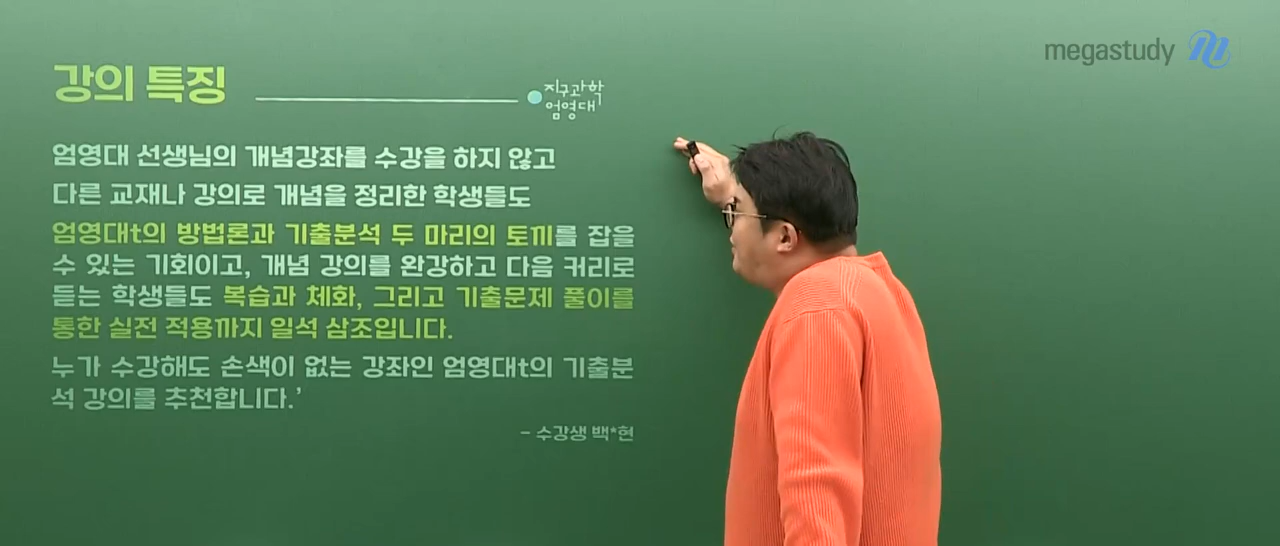 megastudy
강의 특징
지구과학
엄영대
엄영대 선생님의 개념강좌를 수강을 하지 않고
다른 교재나 강의로 개념을 정리한 학생들도
엄영대t의 방법론과 기출분석 두 마리의 토끼를 잡을
수 있는 기회이고, 개념 강의를 완강하고 다음 커리로
듣는 학생들도 복습과 체화, 그리고 기출문제 풀이를
통한 실전 적용까지 일석 삼조입니다.
누가 수강해도 손색이 없는 강좌인 엄영대t의 기출분
석 강의를 추천합니다.’
- 수강생 백*현